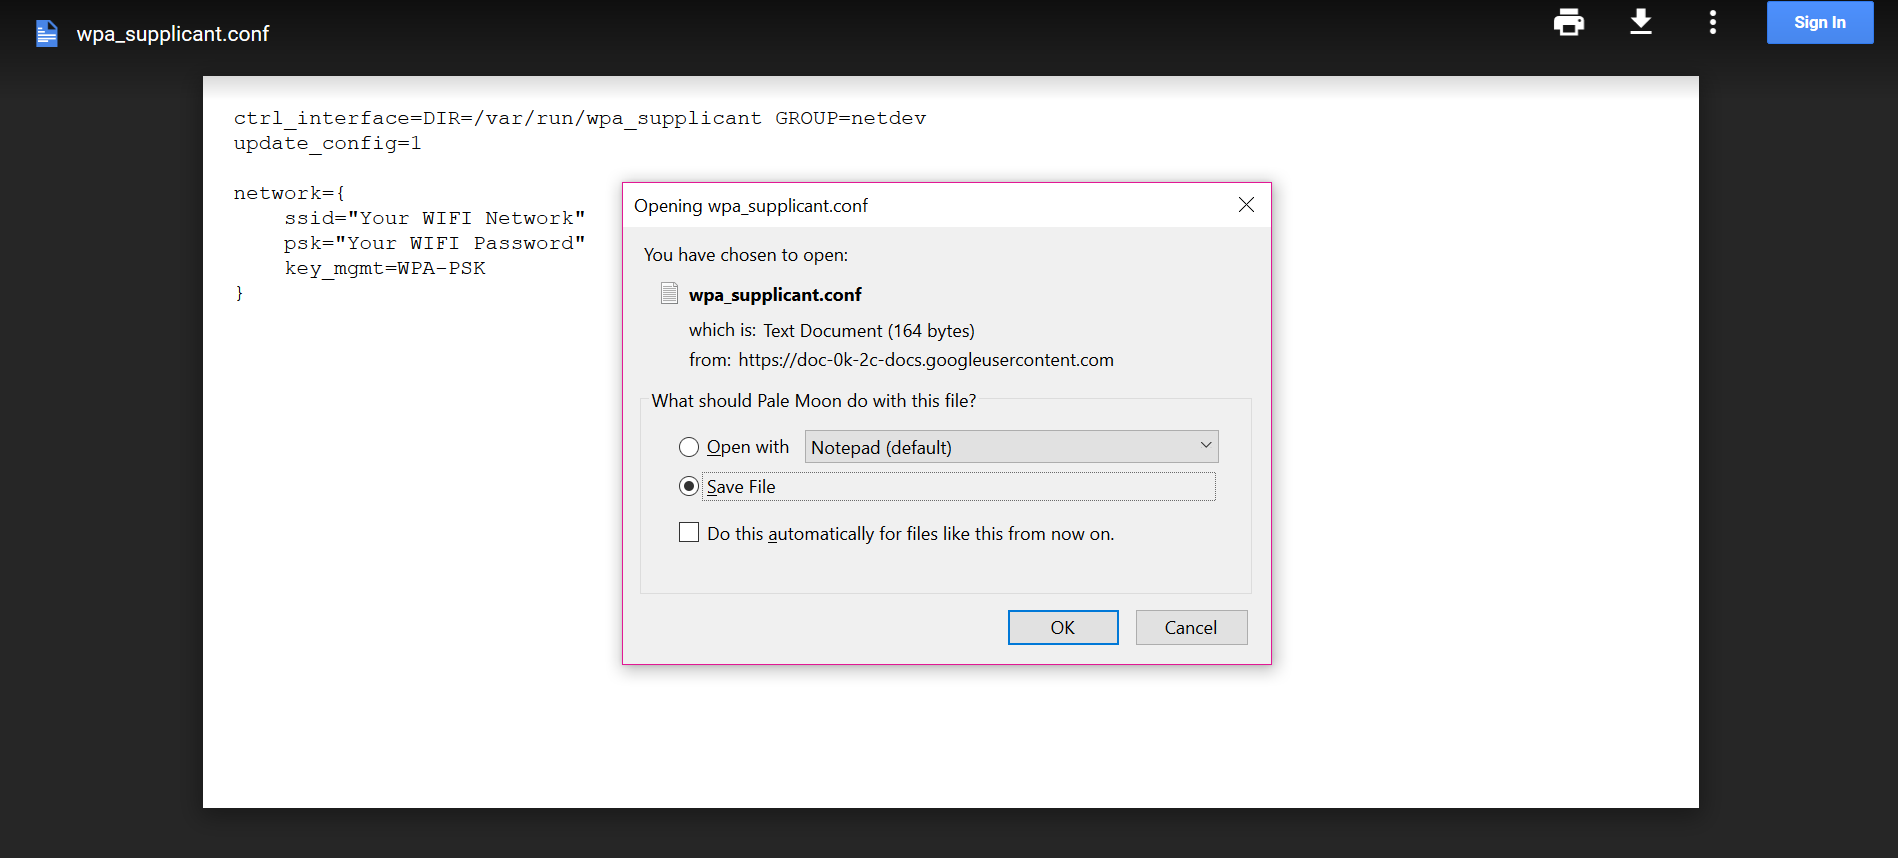 wpa_supplicant.conf
Sign In
ctrl_interface=DIR=/var/run/wpa_supplicant GROUP=netdev
update_config=1
network={
    ssid="Your WIFI Network"
    psk="Your WIFI Password"
    key_mgmt=WPA-PSK
}
Opening wpa_supplicant.conf
You have chosen to open:
wpa_supplicant.conf
which is: Text Document (164 bytes)
from: https://doc-0k-2c-docs.googleusercontent.com
What should Pale Moon do with this file?
Open with Notepad (default)
Save File
Do this automatically for files like this from now on.
OK Cancel